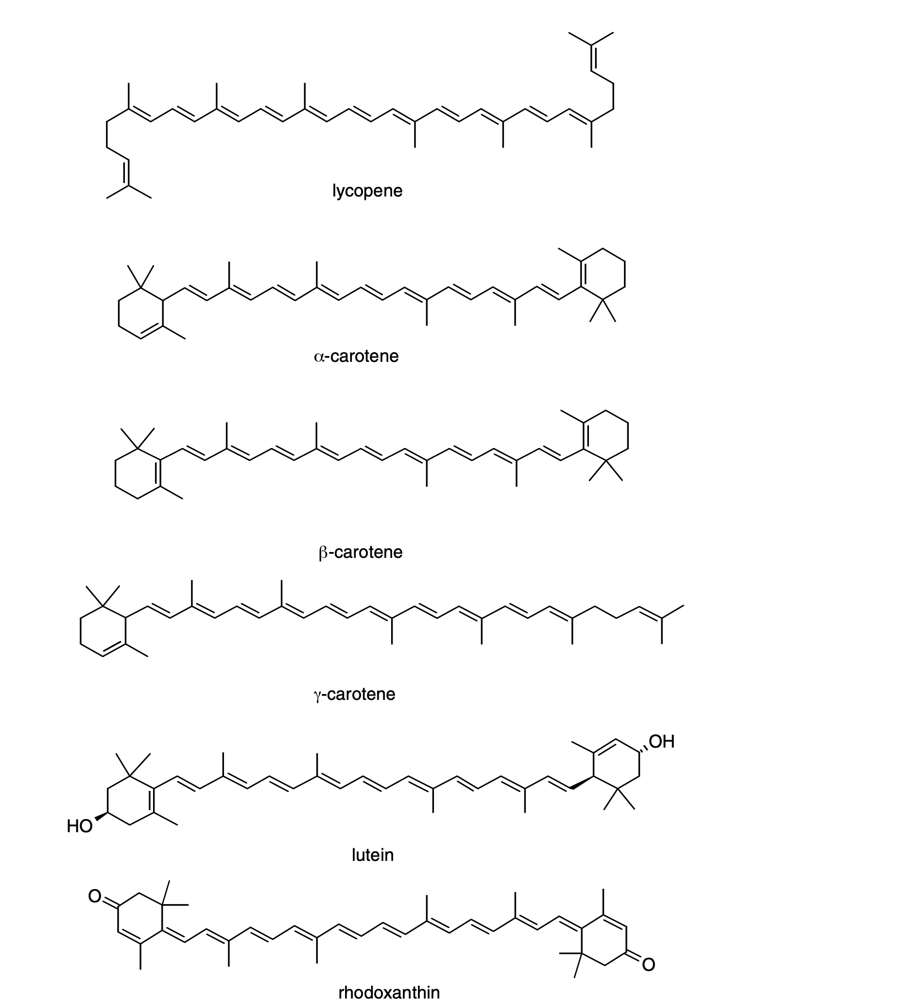 lycopene
α-carotene
β-carotene
γ-carotene
OH
HO
lutein
O
O
rhodoxanthin